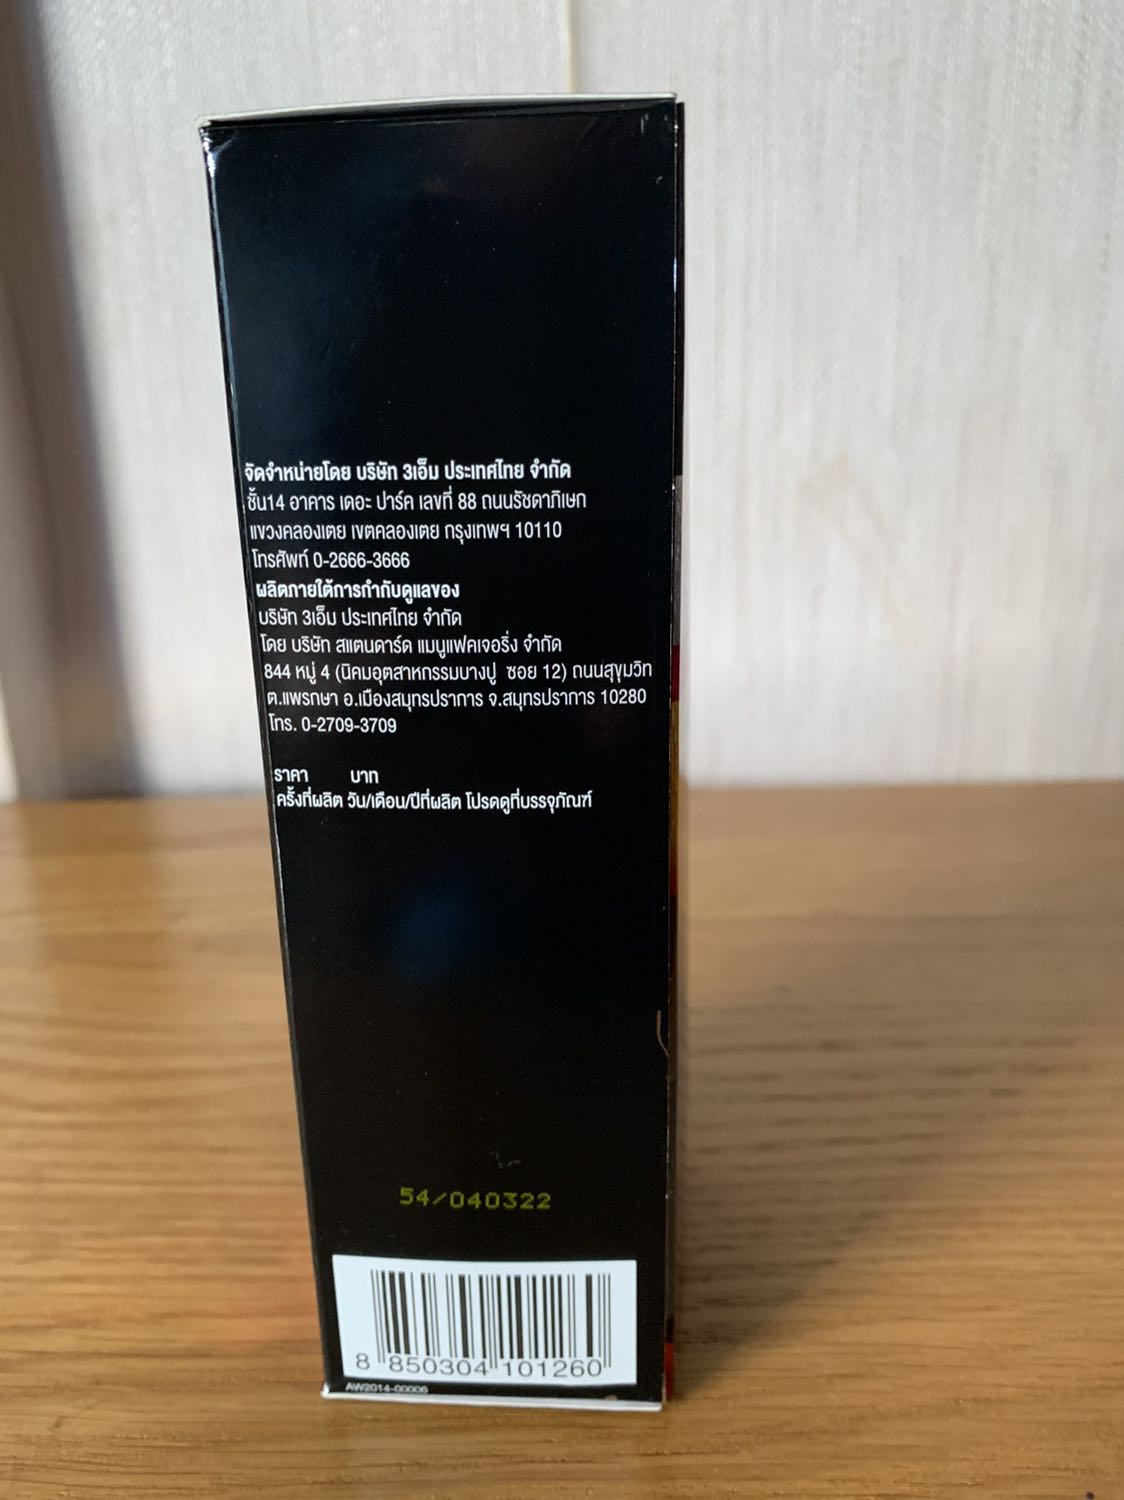 จัดจำหน่ายโดย บริษัท 3เอ็ม ประเทศไทย จำกัด
ชั้น14 อาคาร เดอะ ปาร์ค เลขที่ 88 ถนนรัชดาภิเษก
แขวงคลองเตย เขตคลองเตย กรุงเทพฯ 10110
โทรศัพท์ 0-2666-3666
ผลิตภายใต้การกำกับดูแลของ
บริษัท 3เอ็ม ประเทศไทย จำกัด
โดย บริษัท สแตนดาร์ด แมนูแฟคเจอริ่ง จำกัด
844 หมู่ 4 (นิคมอุตสาหกรรมบางปู ซอย 12) ถนนสุขุมวิท
ต.แพรกษา อ.เมืองสมุทรปราการ จ.สมุทรปราการ 10280
โทร. 0-2709-3709
ราคา บาท
ครั้งที่ผลิต วัน/เดือน/ปีที่ผลิต โปรดดูที่บรรจุภัณฑ์
54/040322
8 850304 101260
AW2014-00006